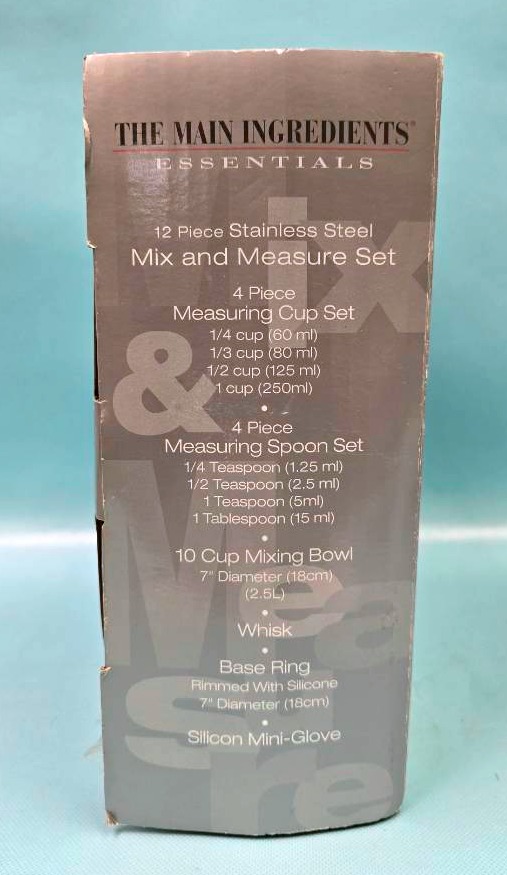 THE MAIN INGREDIENTS®
ESSENTIALS
12 Piece Stainless Steel
Mix and Measure Set
4 Piece
Measuring Cup Set
1/4 cup (60 ml)
1/3 cup (80 ml)
1/2 cup (125 ml)
1 cup (250ml)
•
4 Piece
Measuring Spoon Set
1/4 Teaspoon (1.25 ml)
1/2 Teaspoon (2.5 ml)
1 Teaspoon (5ml)
1 Tablespoon (15 ml)
•
10 Cup Mixing Bowl
7" Diameter (18cm)
(2.5L)
•
Whisk
•
Base Ring
Rimmed With Silicone
7" Diameter (18cm)
•
Silicon Mini-Glove
Mix
&
Mea
su
re